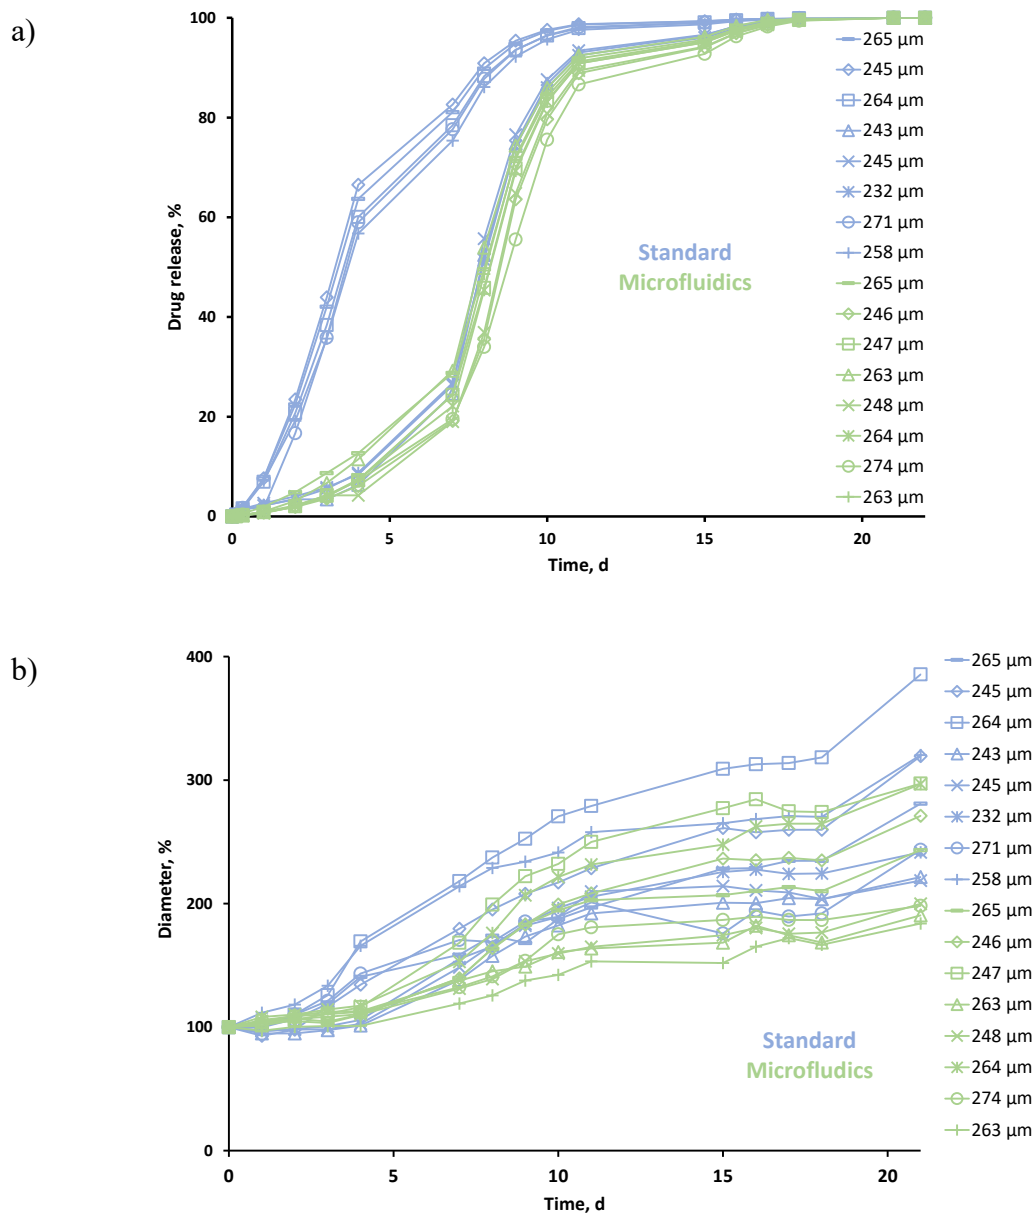 a)
100
80
60
40
20
0
Drug release, %
0 5 10 15 20
Time, d
Standard
Microfluidics
265 µm
245 µm
264 µm
243 µm
245 µm
232 µm
271 µm
258 µm
265 µm
246 µm
247 µm
263 µm
248 µm
264 µm
274 µm
263 µm
b)
400
300
200
100
0
Diameter, %
0 5 10 15 20
Time, d
Standard
Microfludics
265 µm
245 µm
264 µm
243 µm
245 µm
232 µm
271 µm
258 µm
265 µm
246 µm
247 µm
263 µm
248 µm
264 µm
274 µm
263 µm